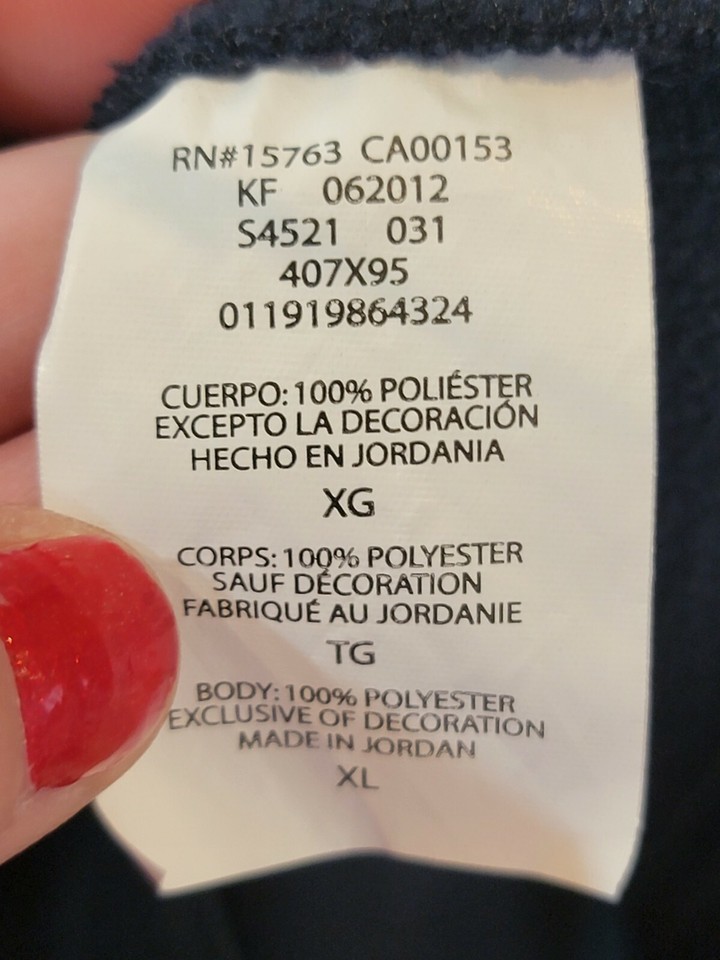 RN#15763 CA00153
KF 062012
S4521 031
407X95
011919864324
CUERPO: 100% POLIÉSTER
EXCEPTO LA DECORACIÓN
HECHO EN JORDANIA
XG
CORPS: 100% POLYESTER
SAUF DÉCORATION
FABRIQUÉ AU JORDANIE
TG
BODY: 100% POLYESTER
EXCLUSIVE OF DECORATION
MADE IN JORDAN
XL